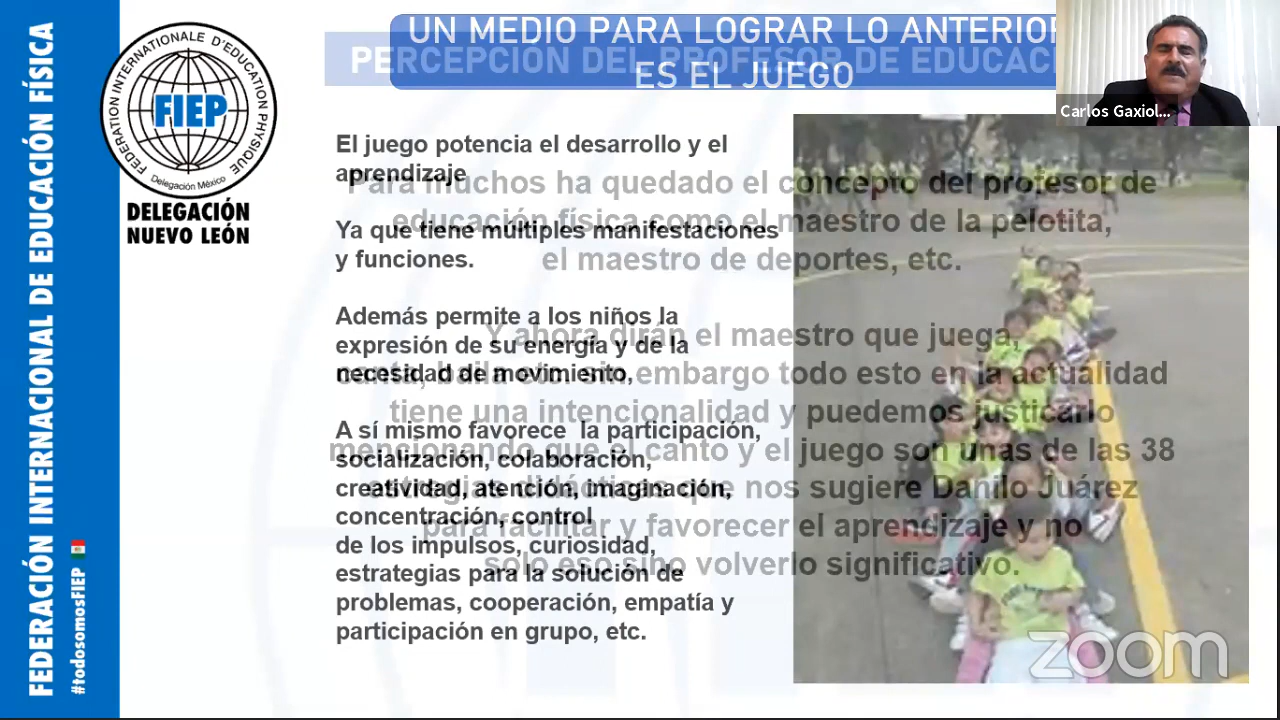 FEDERACIÓN INTERNACIONAL DE EDUCACIÓN FÍSICA
#todosomosFIEP
FEDERATION INTERNATIONALE D'EDUCATION PHYSIQUE
FIEP
Delegación México
DELEGACIÓN
NUEVO LEÓN
UN MEDIO PARA LOGRAR LO ANTERIOR
ES EL JUEGO
PERCEPCION DEL PROFESOR DE EDUCAC
Carlos Gaxiol...
El juego potencia el desarrollo y el
aprendizaje
Ya que tiene múltiples manifestaciones
y funciones.
Además permite a los niños la
expresión de su energía y de la
necesidad de movimiento,
A sí mismo favorece la participación,
socialización, colaboración,
creatividad, atención, imaginación,
concentración, control
de los impulsos, curiosidad,
estrategias para la solución de
problemas, cooperación, empatía y
participación en grupo, etc.
Para muchos ha quedado el concepto del profesor de
educación física como el maestro de la pelotita,
el maestro de deportes, etc.
Y ahora dirán el maestro que juega,
canta, baila etc. sin embargo todo esto en la actualidad
tiene una intencionalidad y puedemos justicarlo
mencionando que el canto y el juego son unas de las 38
estrategias didácticas que nos sugiere Danilo Juárez
para facilitar y favorecer el aprendizaje y no
sólo eso sino volverlo significativo.
zoom